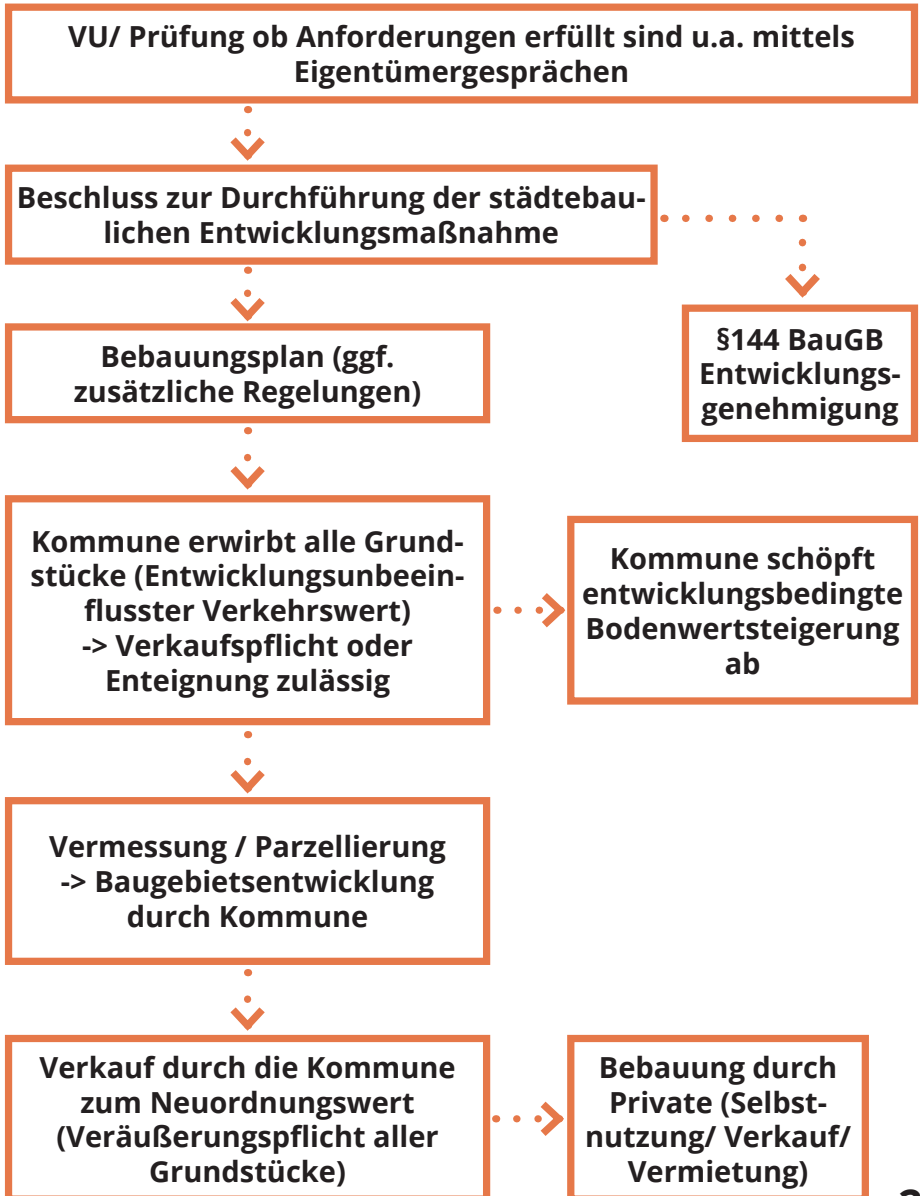 VU/ Prüfung ob Anforderungen erfüllt sind u.a. mittels
Eigentümergesprächen
Beschluss zur Durchführung der städtebau-
lichen Entwicklungsmaßnahme
§144 BauGB
Entwicklungs-
genehmigung
Bebauungsplan (ggf.
zusätzliche Regelungen)
Kommune erwirbt alle Grund-
stücke (Entwicklungsunbeein-
flusster Verkehrswert)
-> Verkaufspflicht oder
Enteignung zulässig
Kommune schöpft
entwicklungsbedingte
Bodenwertsteigerung
ab
Vermessung / Parzellierung
-> Baugebietsentwicklung
durch Kommune
Verkauf durch die Kommune
zum Neuordnungswert
(Veräußerungspflicht aller
Grundstücke)
Bebauung durch
Private (Selbst-
nutzung/ Verkauf/
Vermietung)